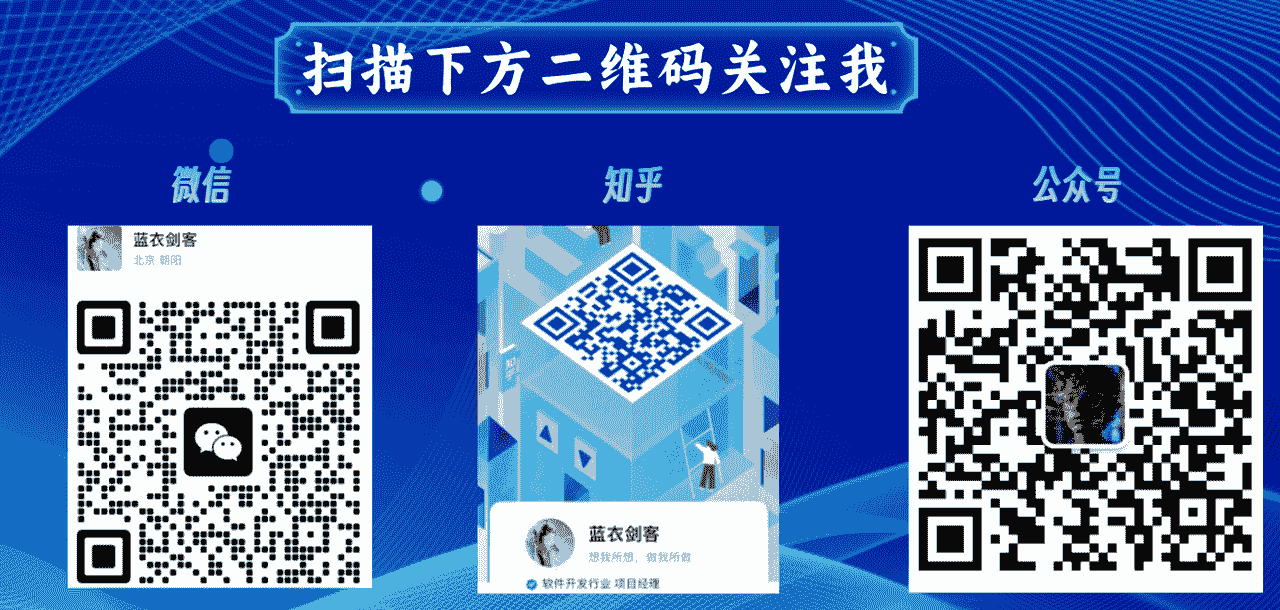 扫描下方二维码关注我
微信
知乎
公众号
蓝衣剑客
北京 朝阳
蓝衣剑客
想我所想，做我所做
软件开发行业 项目经理